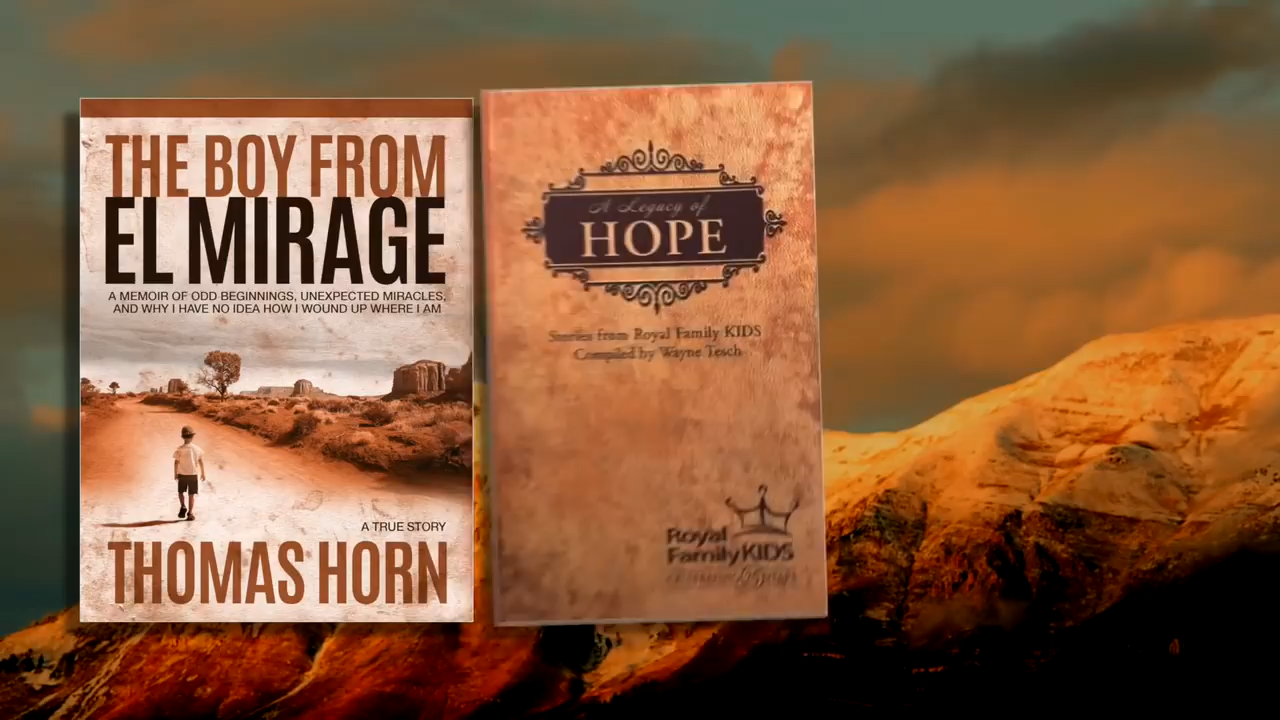 THE BOY FROM
EL MIRAGE
A MEMOIR OF ODD BEGINNINGS, UNEXPECTED MIRACLES,
AND WHY I HAVE NO IDEA HOW I WOUND UP WHERE I AM
A TRUE STORY
THOMAS HORN
A Legacy of
HOPE
Stories from Royal Family KIDS
Compiled by Wayne Tesch
Royal
Family KIDS